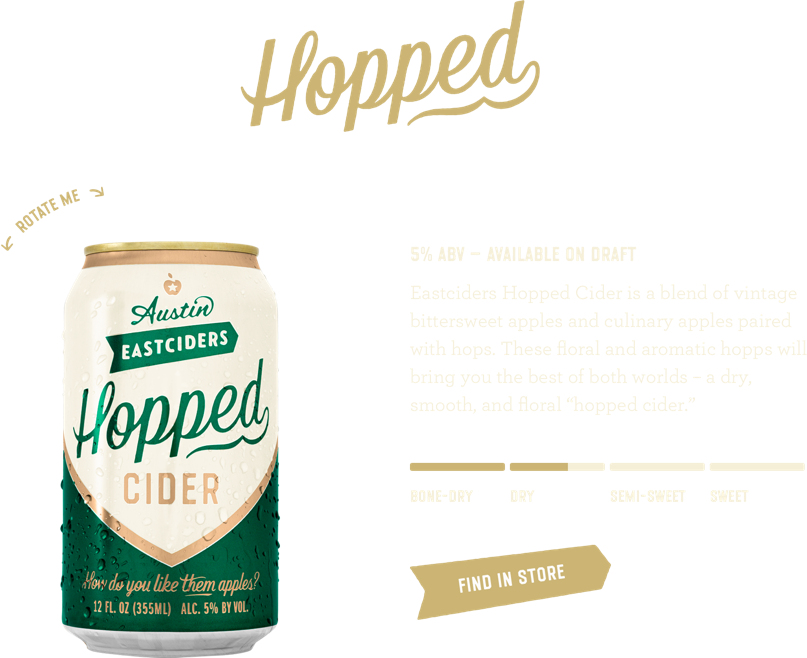 Hopped
ROTATE ME
5% ABV – AVAILABLE ON DRAFT
Eastciders Hopped Cider is a blend of vintage
bittersweet apples and culinary apples paired
with hops. These floral and aromatic hopps will
bring you the best of both worlds - a dry,
smooth, and floral “hopped cider.”
BONE-DRY DRY SEMI-SWEET SWEET
FIND IN STORE
Austin
EASTCIDERS
Hopped
CIDER
How do you like them apples?
12 FL. OZ (355ML) ALC. 5% BY VOL.